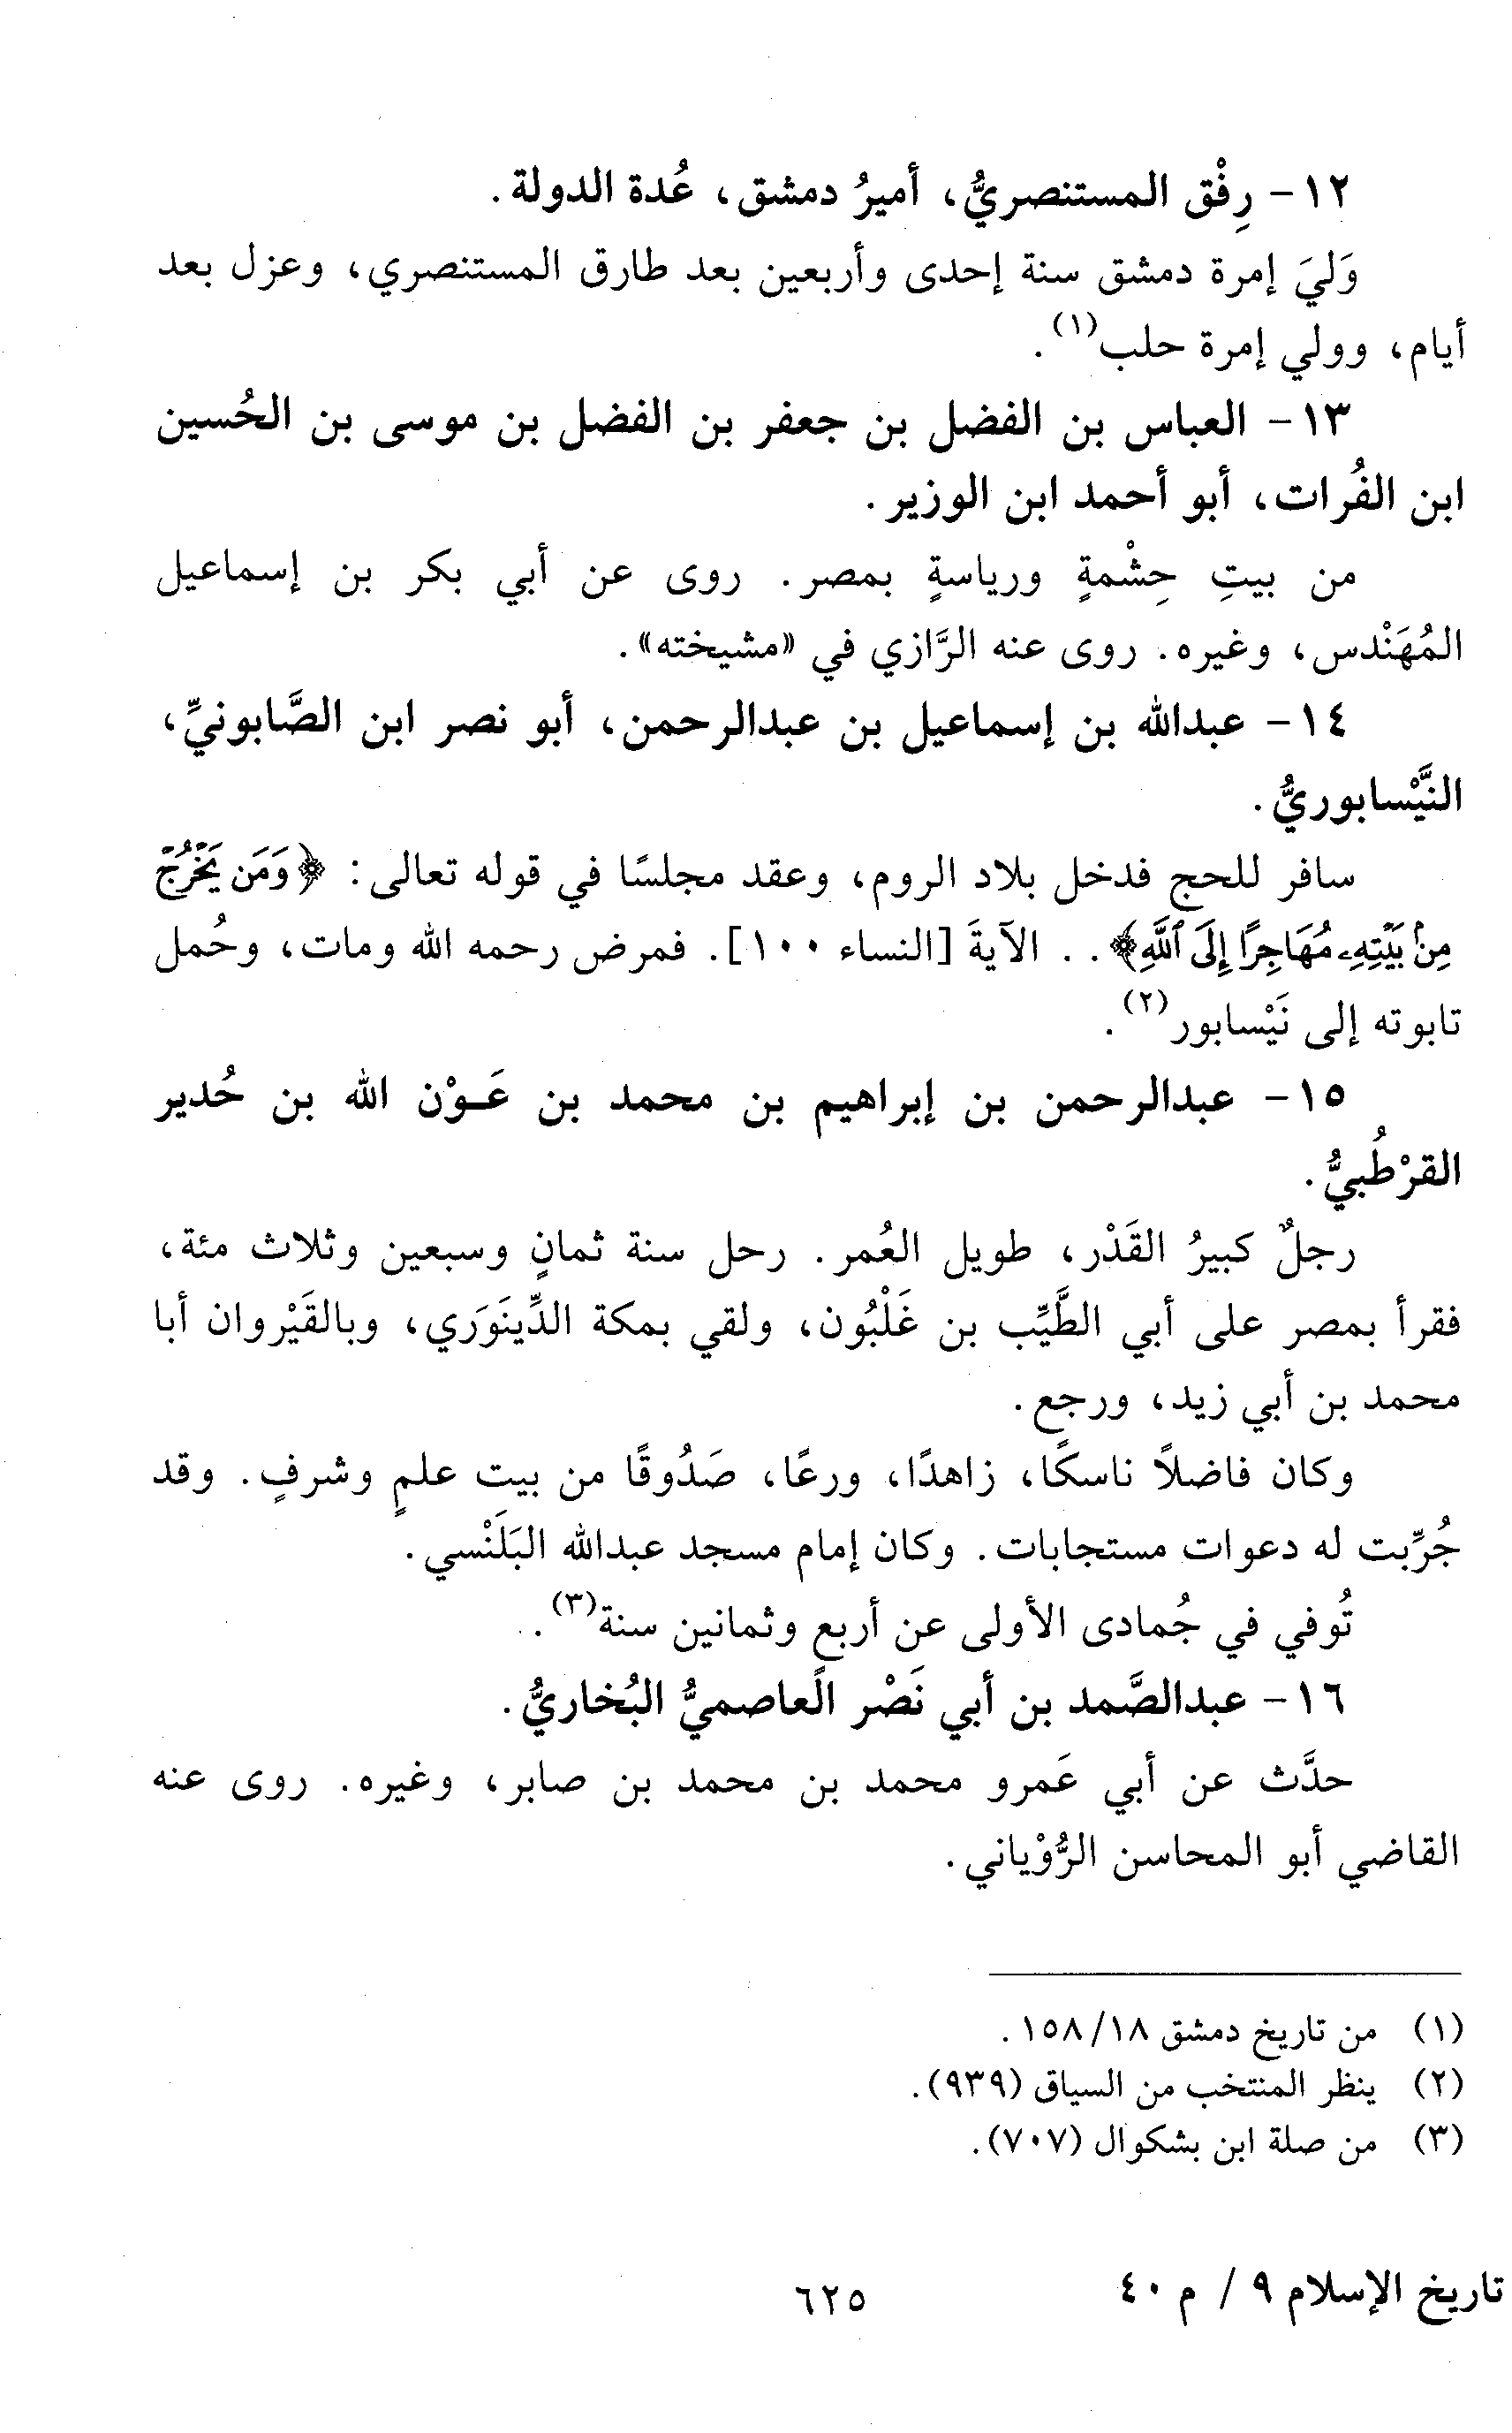 ١٢- رِفْق المستنصريُّ، أميرُ دمشق، عُدة الدولة.
وَليَ إمرة دمشق سنة إحدى وأربعين بعد طارق المستنصري، وعزل بعد
أيام، وولي إمرة حلب(١).
١٣- العباس بن الفضل بن جعفر بن الفضل بن موسى بن الحُسين
ابن الفُرات، أبو أحمد ابن الوزير.
من بيتِ حِشْمةٍ ورياسةٍ بمصر. روى عن أبي بكر بن إسماعيل
المُهَنْدس، وغيره. روى عنه الرَّازي في «مشيخته».
١٤- عبدالله بن إسماعيل بن عبدالرحمن، أبو نصر ابن الصَّابونيِّ،
النَّيْسابوريُّ.
سافر للحج فدخل بلاد الروم، وعقد مجلسًا في قوله تعالى: ﴿وَمَن يَخْرُجْ
مِنۢ بَيْتِهِۦ مُهَاجِرًا إِلَى ٱللَّهِ﴾. . الآيةَ [النساء ١٠٠]. فمرض رحمه الله ومات، وحُمل
تابوته إلى نَيْسابور(٢).
١٥- عبدالرحمن بن إبراهيم بن محمد بن عَـوْن الله بن حُدير
القرْطُبيُّ.
رجلٌ كبيرُ القَدْر، طويل العُمر. رحل سنة ثمانٍ وسبعين وثلاث مئة،
فقرأ بمصر على أبي الطَّيِّب بن غَلْبُون، ولقي بمكة الدِّينَوَري، وبالقَيْروان أبا
محمد بن أبي زيد، ورجع.
وكان فاضلاً ناسكًا، زاهدًا، ورعًا، صَدُوقًا من بيت علمٍ وشرفٍ. وقد
جُرِّبت له دعوات مستجابات. وكان إمام مسجد عبدالله البَلَنْسي.
تُوفي في جُمادى الأولى عن أربع وثمانين سنة(٣).
١٦- عبدالصَّمد بن أبي نَصْر العاصميُّ البُخاريُّ.
حدَّث عن أبي عَمرو محمد بن محمد بن صابر، وغيره. روى عنه
القاضي أبو المحاسن الرُّوْياني.
(١) من تاريخ دمشق ١٨/ ١٥٨.
(٢) ينظر المنتخب من السياق (٩٣٩).
(٣) من صلة ابن بشكوال (٧٠٧).
تاريخ الإسلام ٩ / م ٤٠
٦٢٥